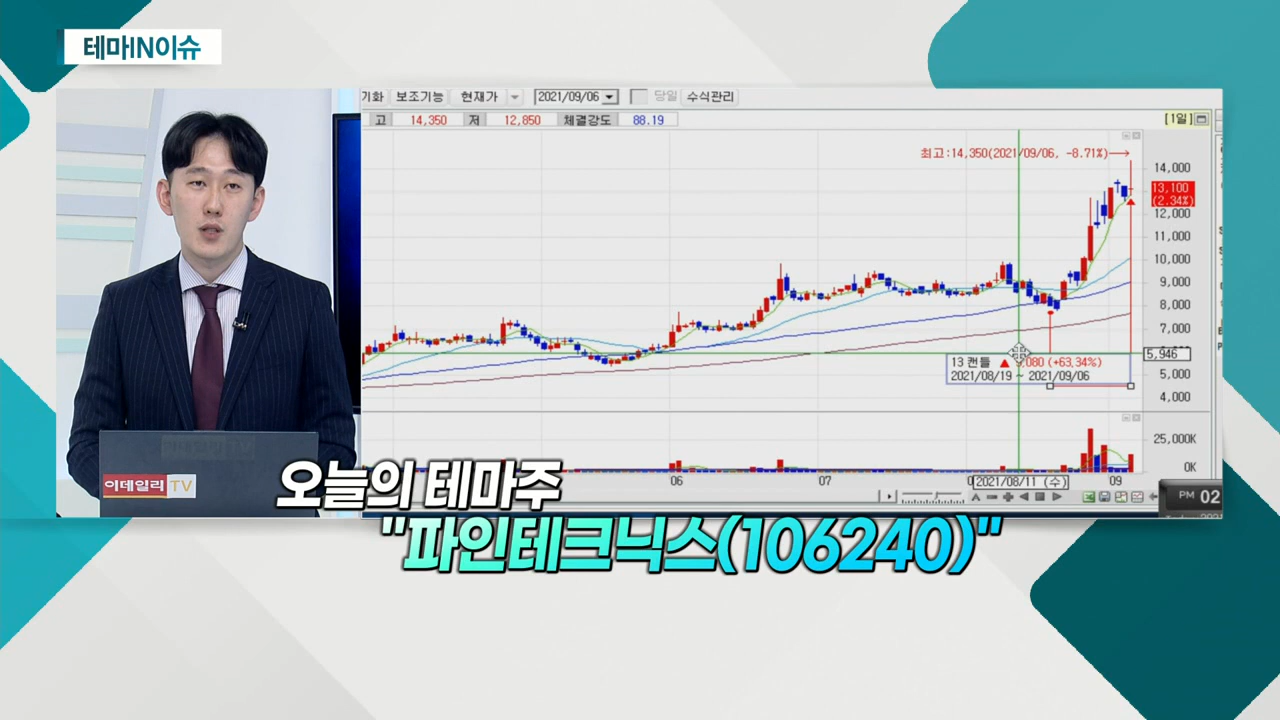 테마IN이슈
기화 보조기능 현재가 2021/09/06 당일 수식관리
고 14,350 저 12,850 체결강도 88.19
[1일]
최고:14,350(2021/09/06, -8.71%)→
14,000
13,100
(2.34%)
12,000
11,000
10,000
9,000
8,000
7,000
5,946
5,000
4,000
13 캔들 ▲ 5,080 (+63,34%)
2021/08/19 ~ 2021/09/06
25,000K
0K
06 07 2021/08/11 (수) 09
PM 02
이데일리 TV
오늘의 테마주
"파인테크닉스(106240)"